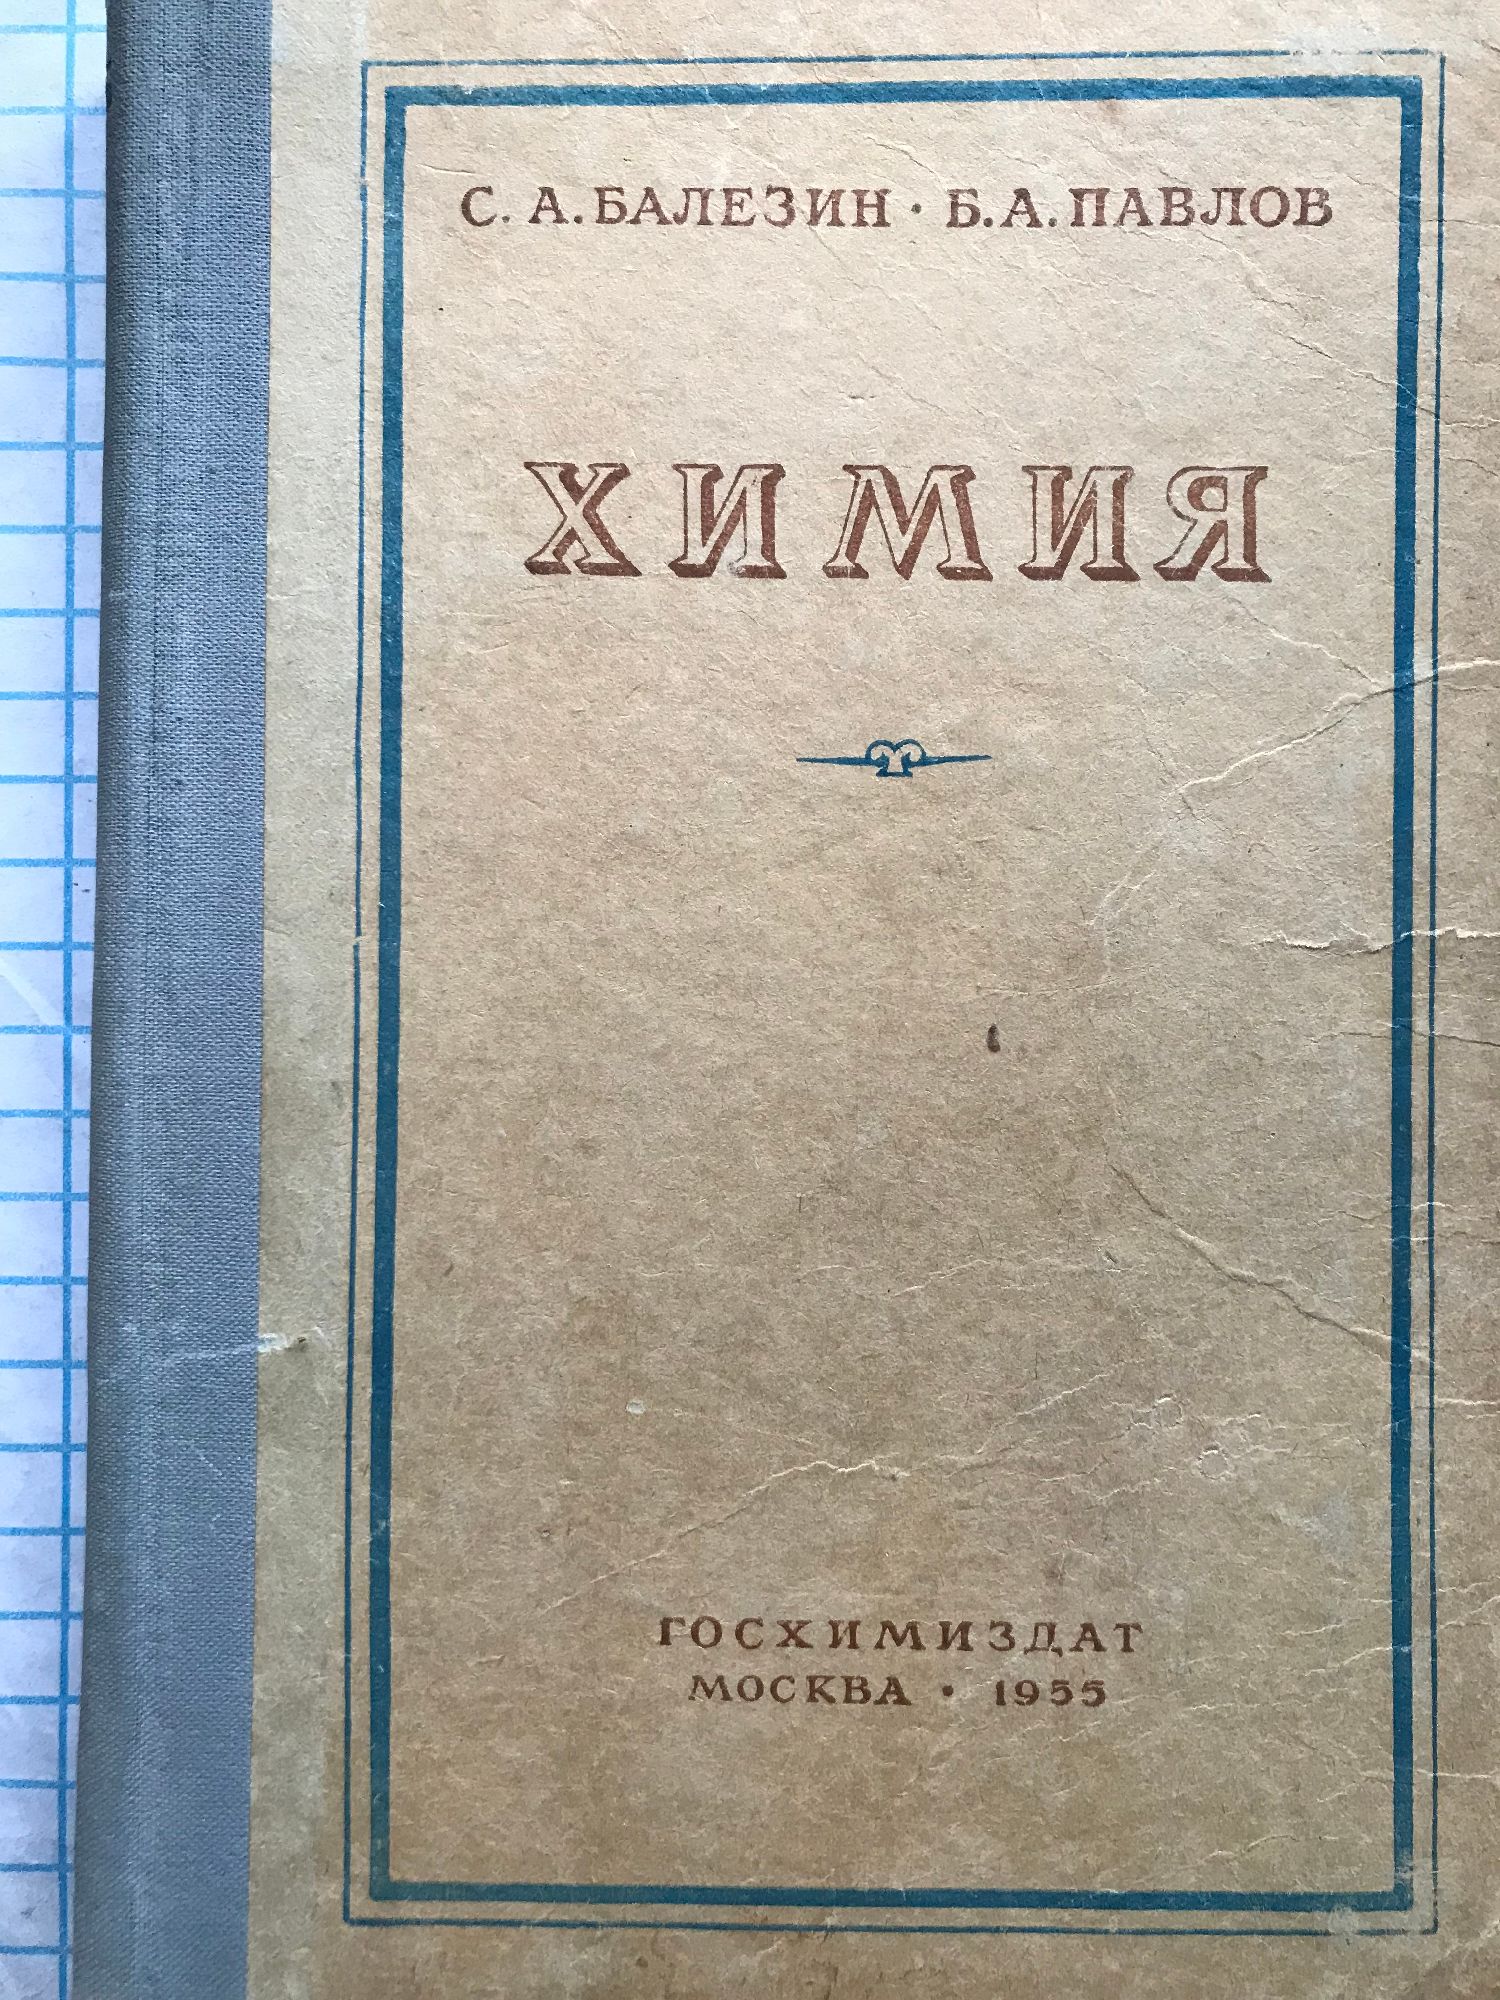 С. А. БАЛЕЗИН · Б. А. ПАВЛОВ
ХИМИЯ
ГОСХИМИЗДАТ
МОСКВА · 1955